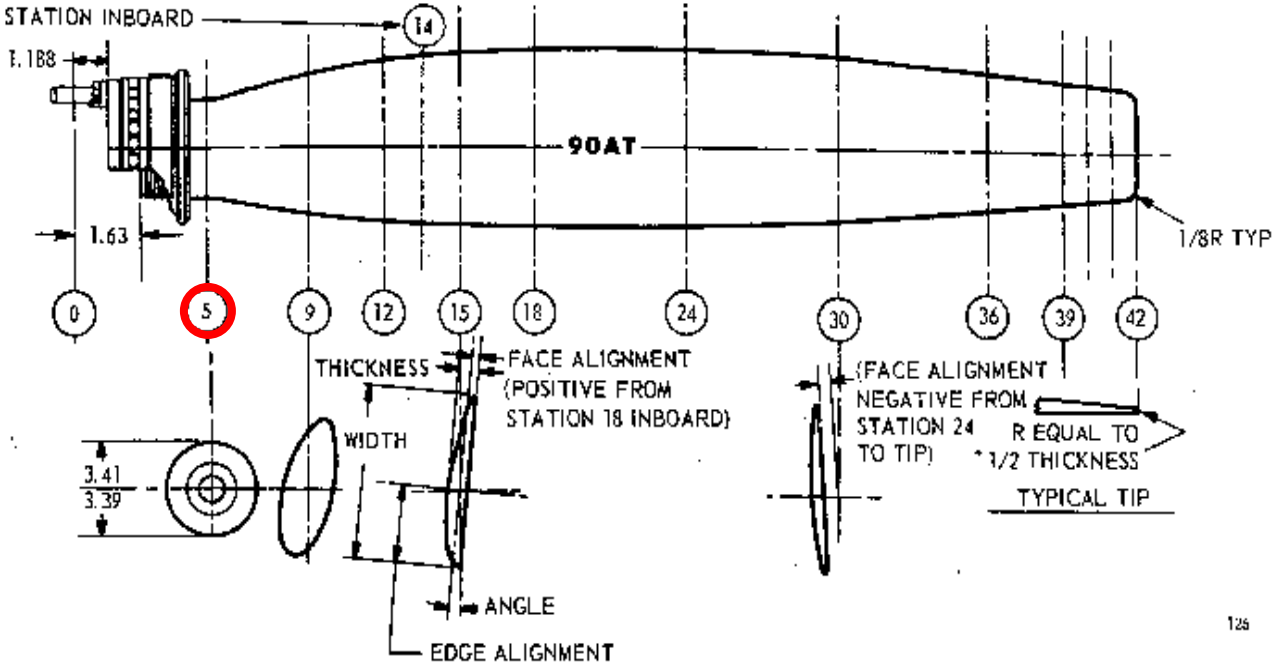 STATION INBOARD
14
1.188
90AT
1.63
1/8R TYP
0
5
9
12
15
18
24
30
36
39
42
THICKNESS
FACE ALIGNMENT
(POSITIVE FROM
STATION 18 INBOARD)
(FACE ALIGNMENT
NEGATIVE FROM
STATION 24
TO TIP)
R EQUAL TO
1/2 THICKNESS
TYPICAL TIP
WIDTH
3.41
3.39
ANGLE
EDGE ALIGNMENT
126